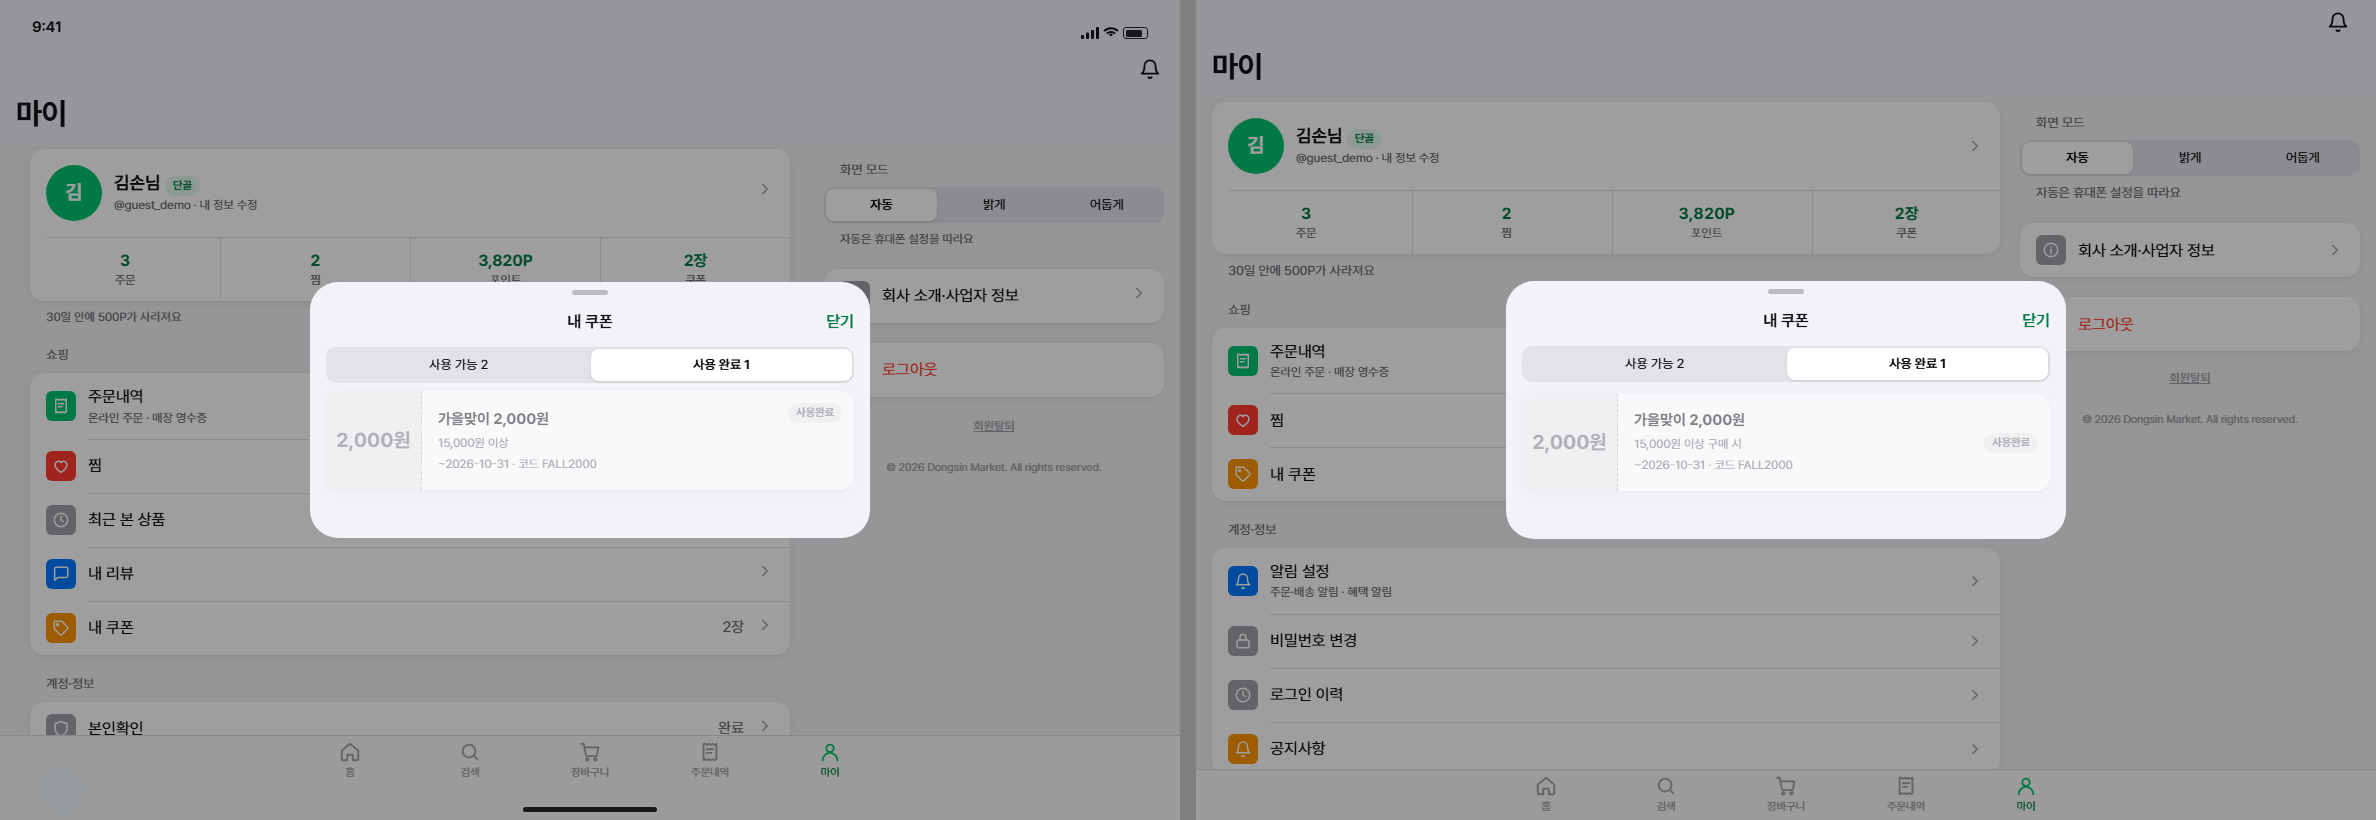 9:41
마이
김
김손님 단골
@guest_demo · 내 정보 수정
3
주문
2
찜
3,820P
포인트
2장
쿠폰
30일 안에 500P가 사라져요
쇼핑
주문내역
온라인 주문 · 매장 영수증
찜
최근 본 상품
내 리뷰
내 쿠폰
2장
계정·정보
본인확인
완료
화면 모드
자동
밝게
어둡게
자동은 휴대폰 설정을 따라요
회사 소개·사업자 정보
로그아웃
회원탈퇴
© 2026 Dongsin Market. All rights reserved.
내 쿠폰
닫기
사용 가능 2
사용 완료 1
2,000원
가을맞이 2,000원
사용완료
15,000원 이상
~2026-10-31 · 코드 FALL2000
홈
검색
장바구니
주문내역
마이
마이
김
김손님 단골
@guest_demo · 내 정보 수정
3
주문
2
찜
3,820P
포인트
2장
쿠폰
30일 안에 500P가 사라져요
쇼핑
주문내역
온라인 주문 · 매장 영수증
찜
내 쿠폰
계정·정보
알림 설정
주문·배송 알림 · 혜택 알림
비밀번호 변경
로그인 이력
공지사항
화면 모드
자동
밝게
어둡게
자동은 휴대폰 설정을 따라요
회사 소개·사업자 정보
로그아웃
회원탈퇴
© 2026 Dongsin Market. All rights reserved.
내 쿠폰
닫기
사용 가능 2
사용 완료 1
2,000원
가을맞이 2,000원
15,000원 이상 구매 시
사용완료
~2026-10-31 · 코드 FALL2000
홈
검색
장바구니
주문내역
마이